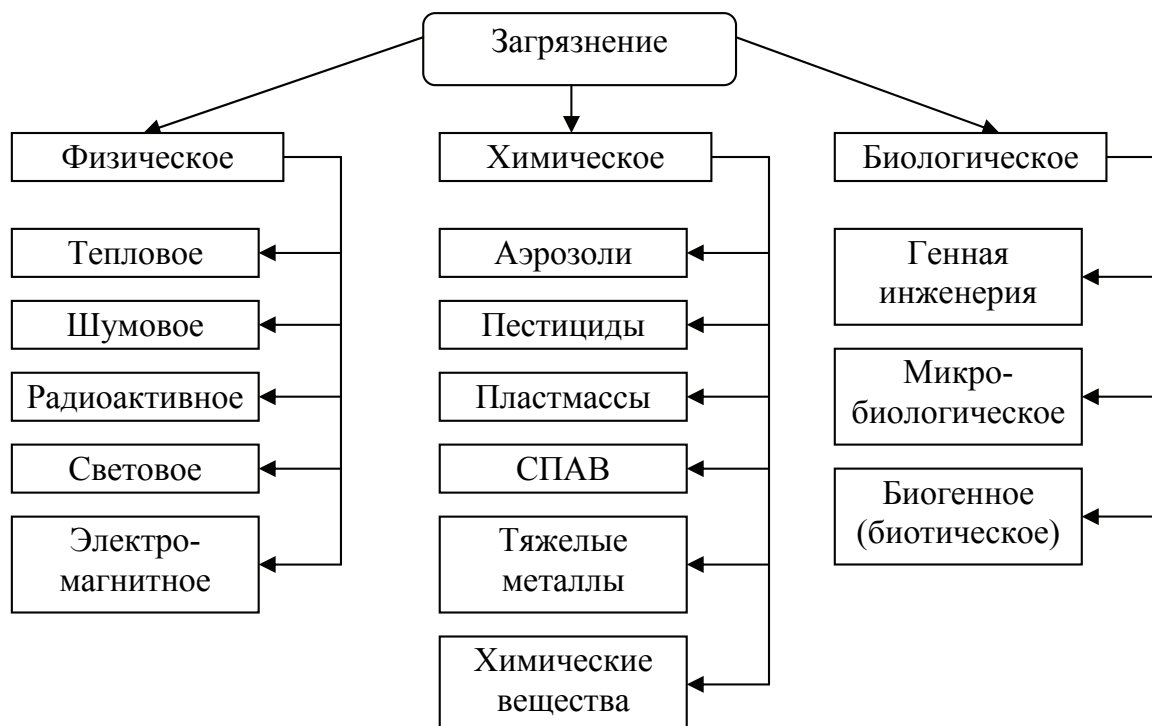 Загрязнение
Физическое
Тепловое
Шумовое
Радиоактивное
Световое
Электро-
магнитное
Химическое
Аэрозоли
Пестициды
Пластмассы
СПАВ
Тяжелые
металлы
Химические
вещества
Биологическое
Генная
инженерия
Микро-
биологическое
Биогенное
(биотическое)